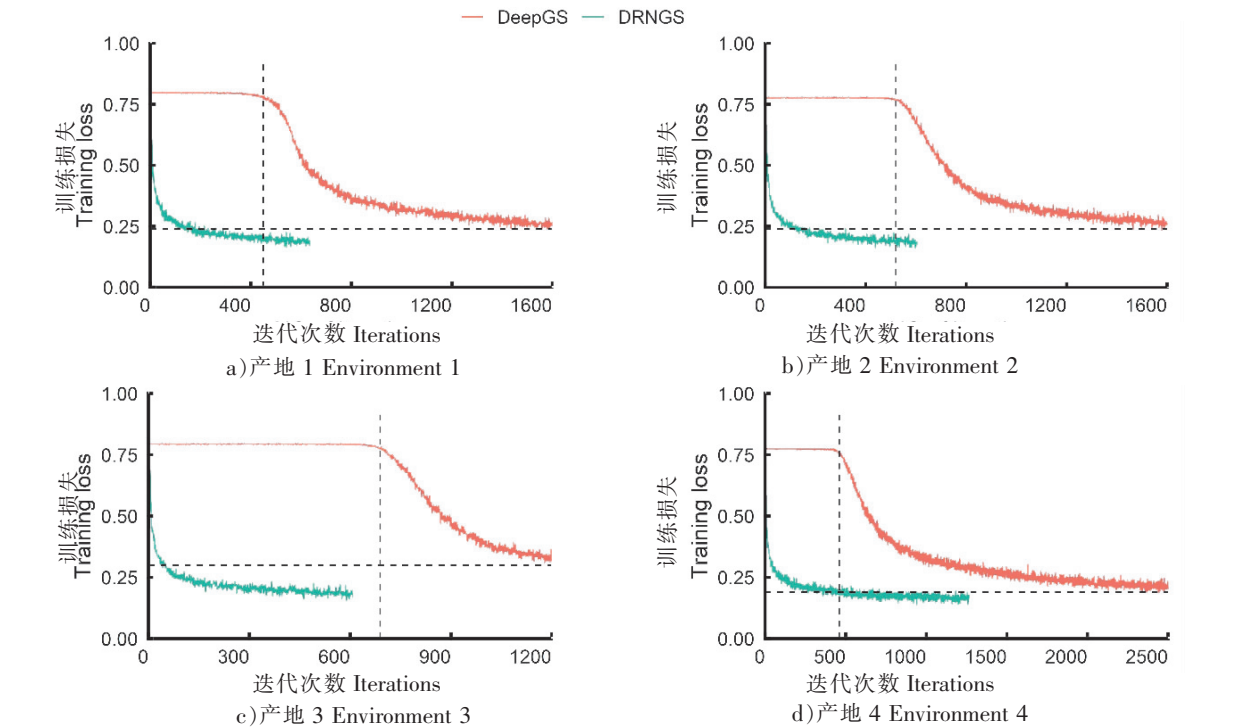 DeepGS DRNGS
1.00
0.75
0.50
0.25
0.00
训练损失
Training loss
0 400 800 1200 1600
迭代次数 Iterations
a)产地 1 Environment 1
1.00
0.75
0.50
0.25
0.00
训练损失
Training loss
0 400 800 1200 1600
迭代次数 Iterations
b)产地 2 Environment 2
1.00
0.75
0.50
0.25
0.00
训练损失
Training loss
0 300 600 900 1200
迭代次数 Iterations
c)产地 3 Environment 3
1.00
0.75
0.50
0.25
0.00
训练损失
Training loss
0 500 1000 1500 2000 2500
迭代次数 Iterations
d)产地 4 Environment 4